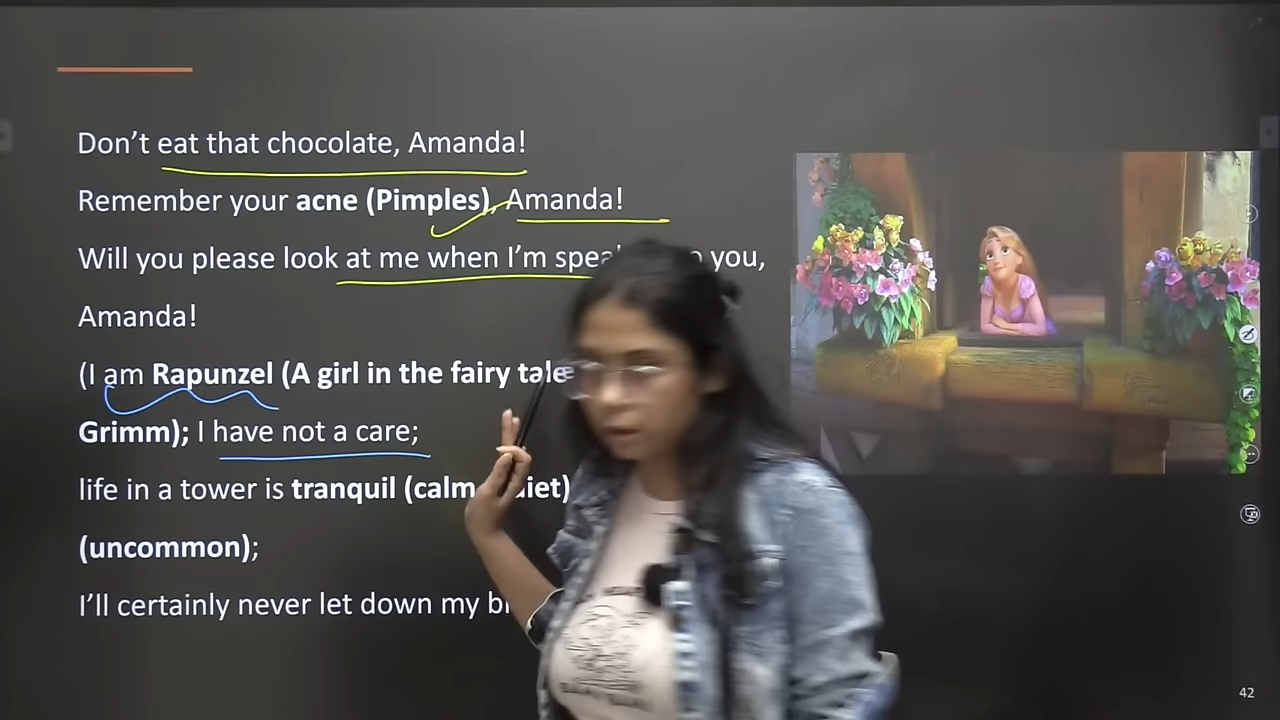 Don’t eat that chocolate, Amanda!
Remember your acne (Pimples), Amanda!
Will you please look at me when I’m you,
Amanda!
(I am Rapunzel (A girl in the fairy tale
Grimm); I have not a care;
life in a tower is tranquil (calm
(uncommon);
I’ll certainly never let down my
42